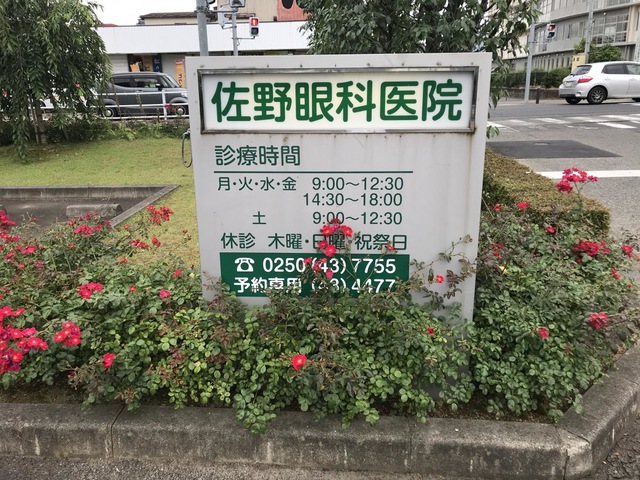 佐野眼科医院
診療時間
月・火・水・金 9:00〜12:30
14:30〜18:00
土 9:00〜12:30
休診 木曜・日曜・祝祭日
☎ 0250(43)7755
予約専用 (43)4477